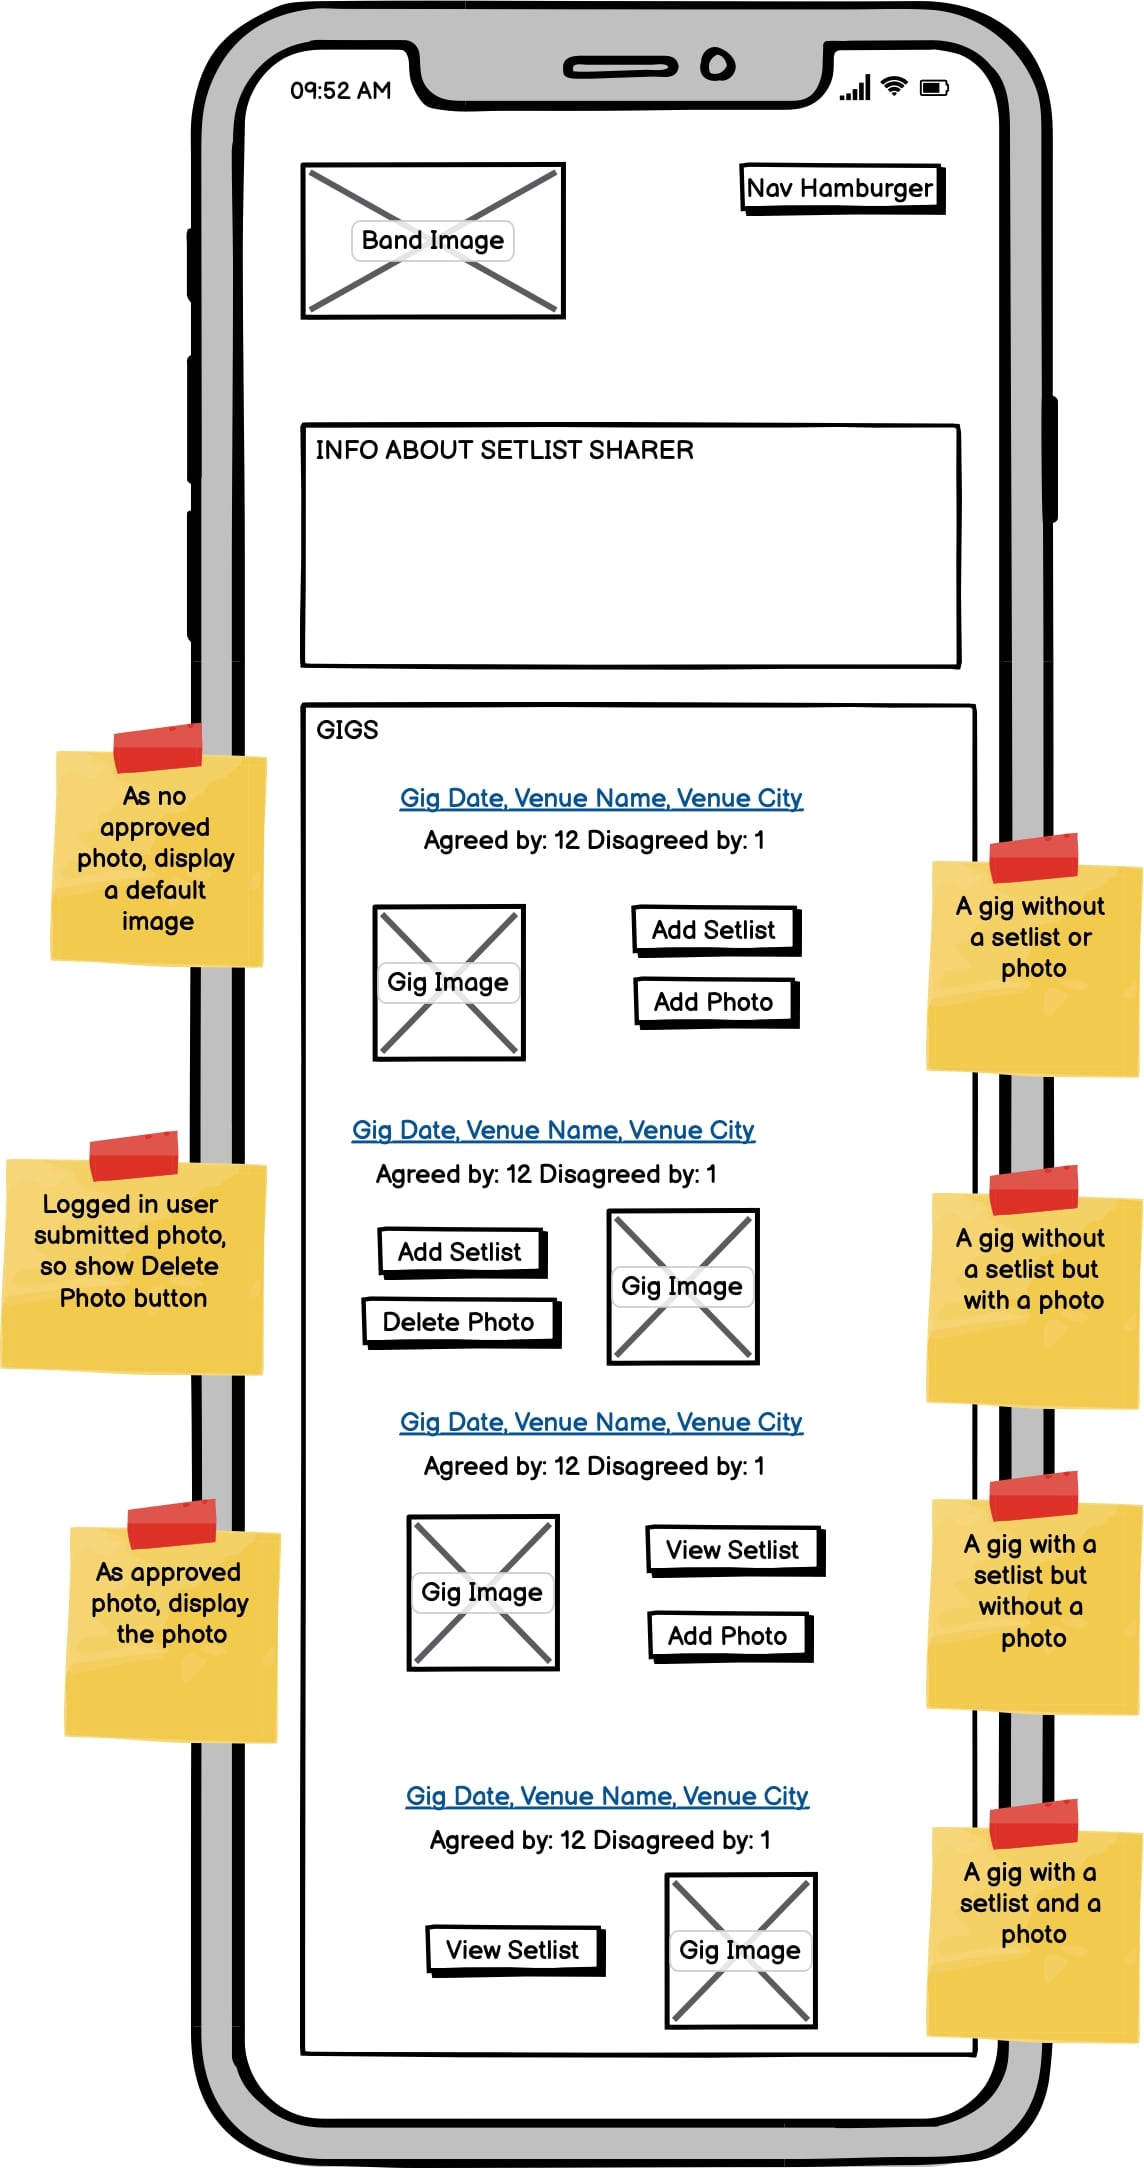 09:52 AM
Nav Hamburger
Band Image
INFO ABOUT SETLIST SHARER
GIGS
As no
approved
photo, display
a default
image
Gig Date, Venue Name, Venue City
Agreed by: 12 Disagreed by: 1
Gig Image
Add Setlist
Add Photo
A gig without
a setlist or
photo
Logged in user
submitted photo,
so show Delete
Photo button
Gig Date, Venue Name, Venue City
Agreed by: 12 Disagreed by: 1
Add Setlist
Delete Photo
Gig Image
A gig without
a setlist but
with a photo
Gig Date, Venue Name, Venue City
Agreed by: 12 Disagreed by: 1
Gig Image
View Setlist
Add Photo
A gig with a
setlist but
without a
photo
As approved
photo, display
the photo
Gig Date, Venue Name, Venue City
Agreed by: 12 Disagreed by: 1
View Setlist
Gig Image
A gig with a
setlist and a
photo